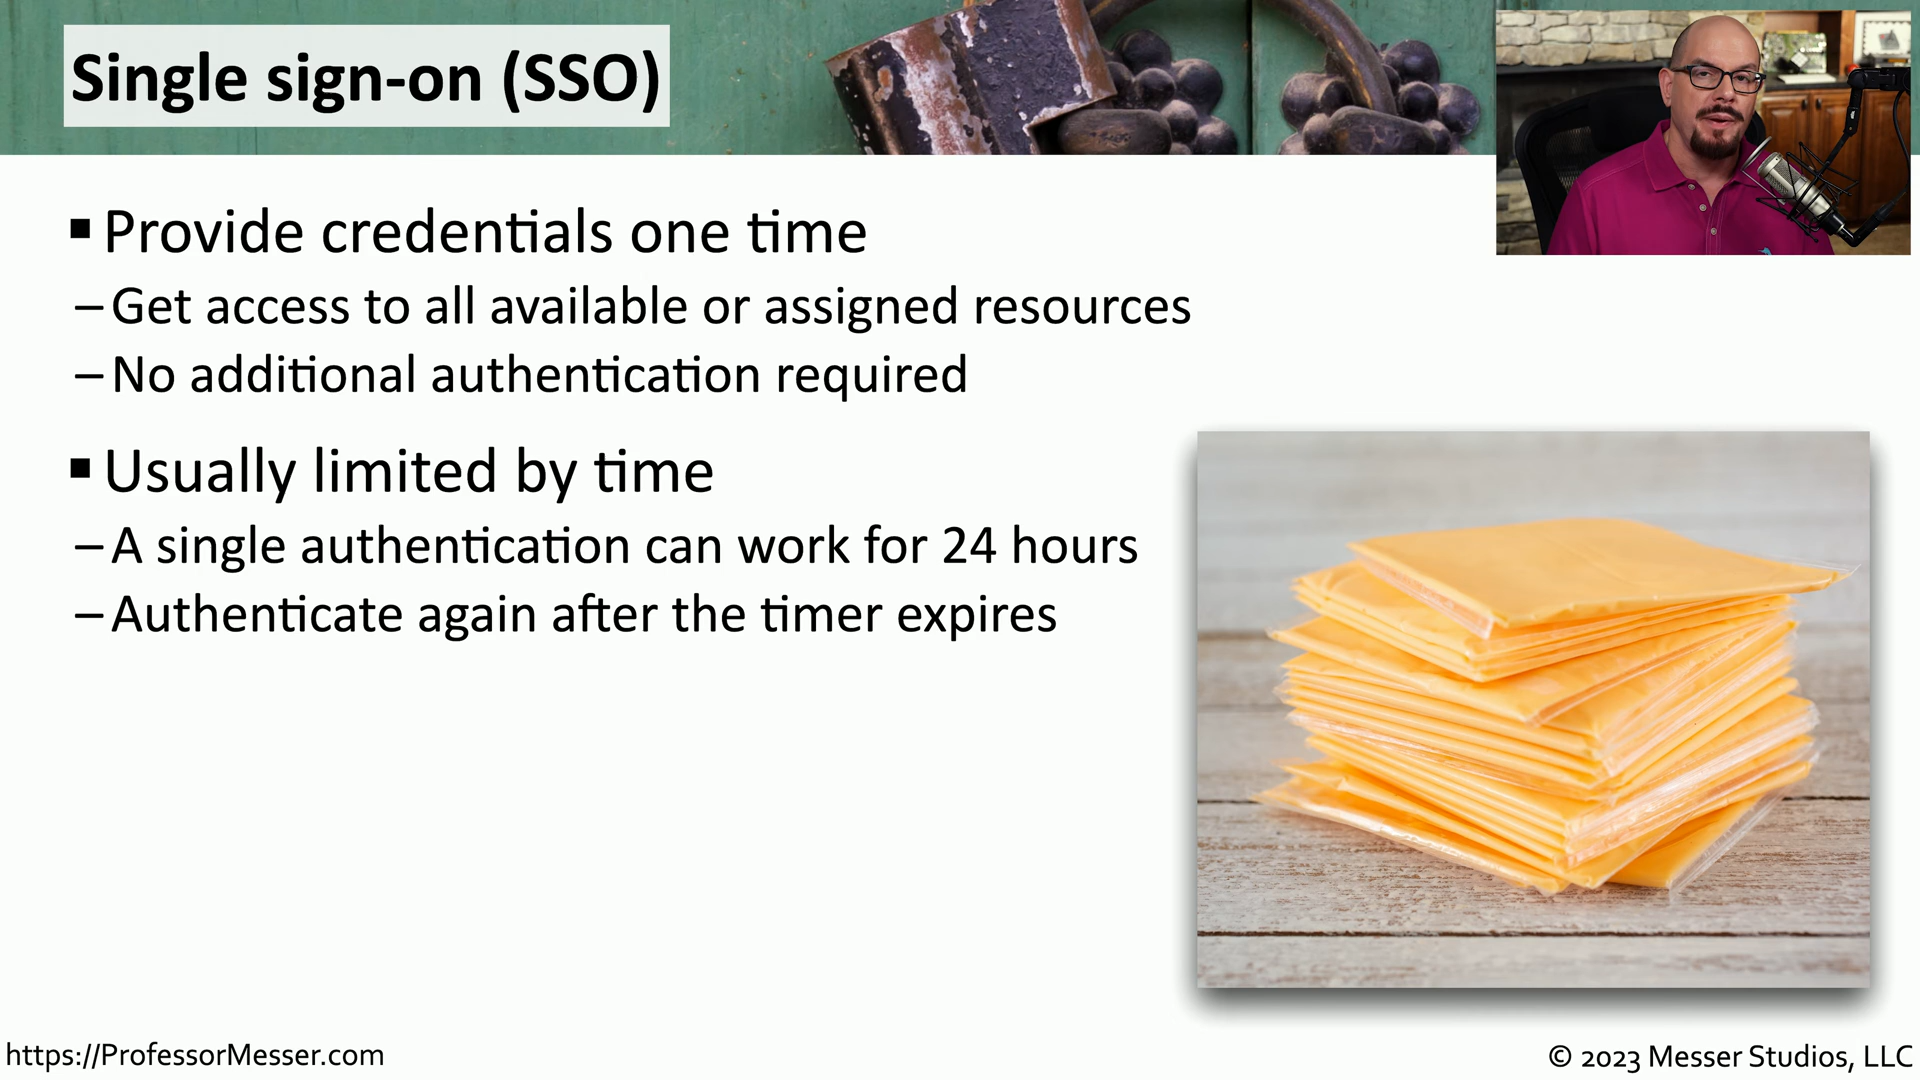 Single sign-on (SSO)
▪ Provide credentials one time
– Get access to all available or assigned resources
– No additional authentication required
▪ Usually limited by time
– A single authentication can work for 24 hours
– Authenticate again after the timer expires
https://ProfessorMesser.com
© 2023 Messer Studios, LLC